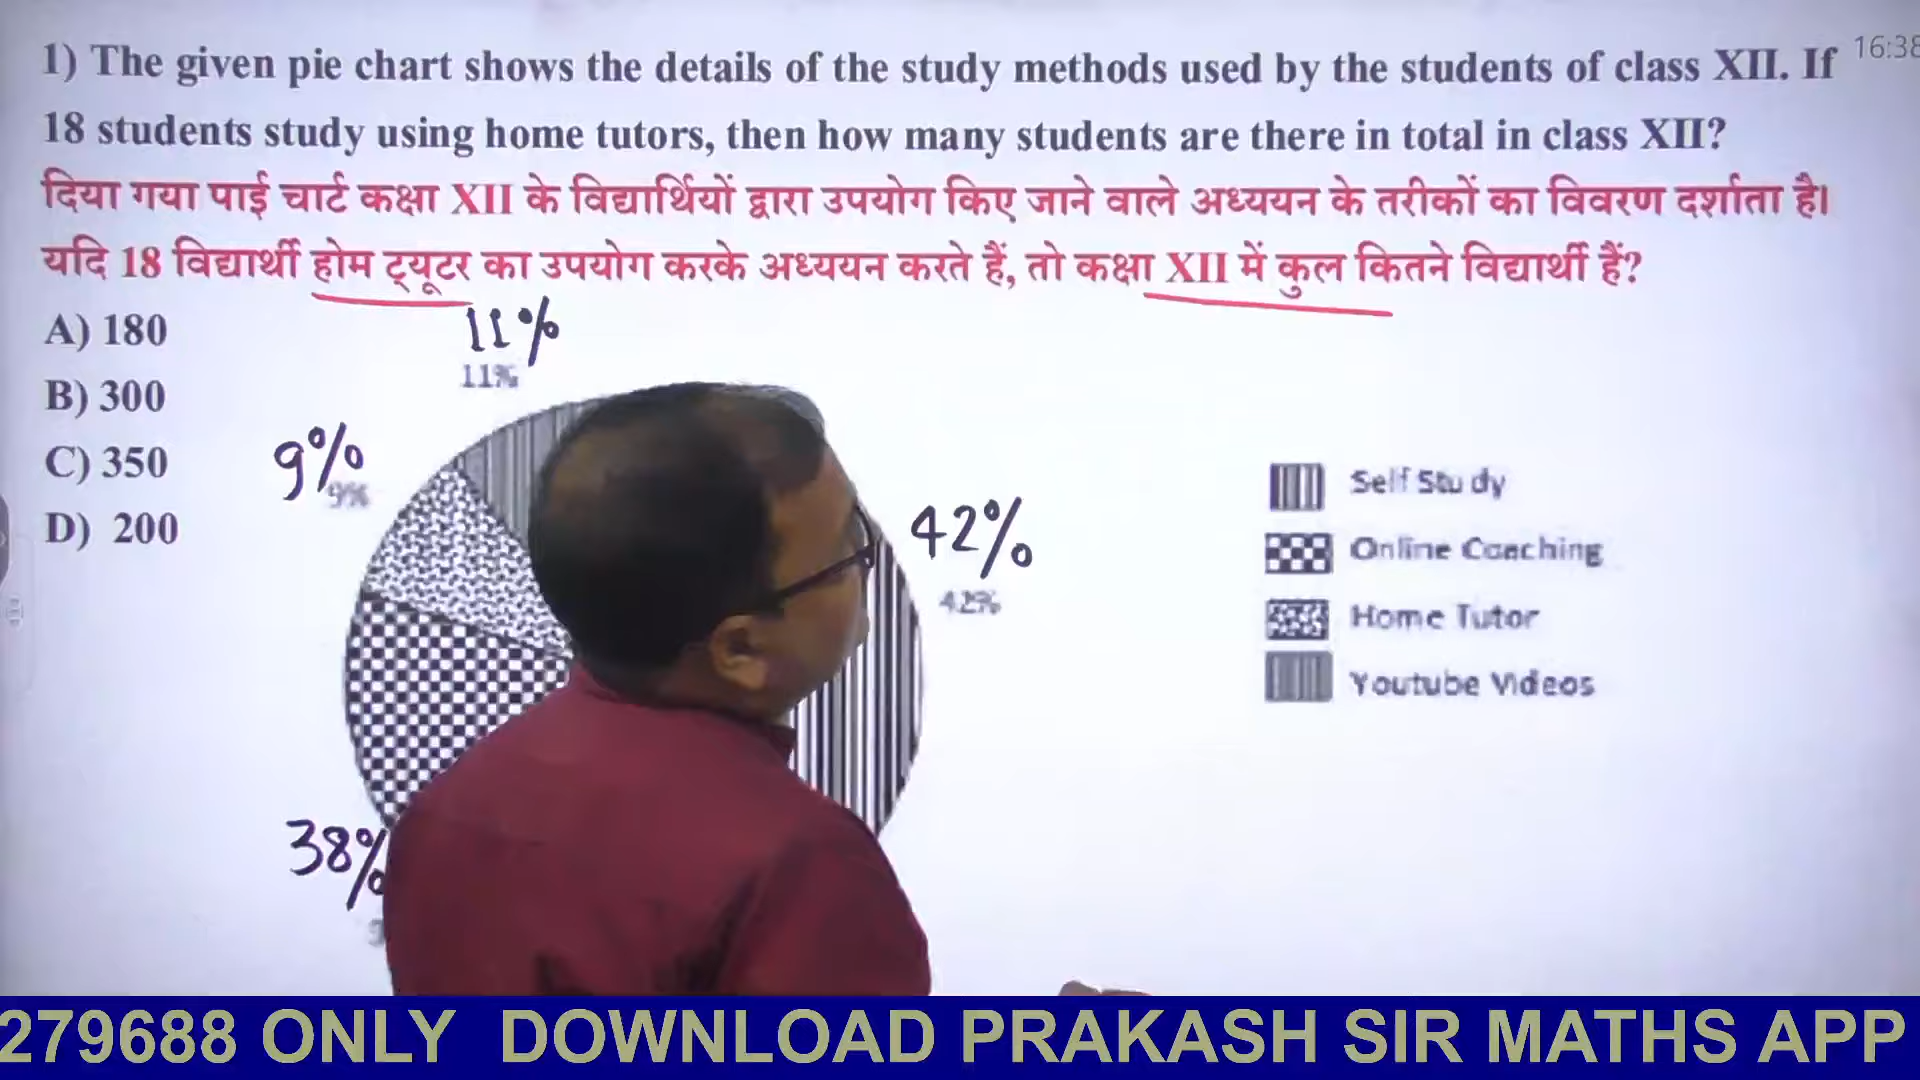 1) The given pie chart shows the details of the study methods used by the students of class XII. If
16:38
18 students study using home tutors, then how many students are there in total in class XII?
दिया गया पाई चार्ट कक्षा XII के विद्यार्थियों द्वारा उपयोग किए जाने वाले अध्ययन के तरीकों का विवरण दर्शाता है।
यदि 18 विद्यार्थी होम ट्यूटर का उपयोग करके अध्ययन करते हैं, तो कक्षा XII में कुल कितने विद्यार्थी हैं?
A) 180
B) 300
C) 350
D) 200
11%
11%
9%
9%
42%
42%
38%
Self Study
Online Coaching
Home Tutor
Youtube Videos
279688 ONLY DOWNLOAD PRAKASH SIR MATHS APP